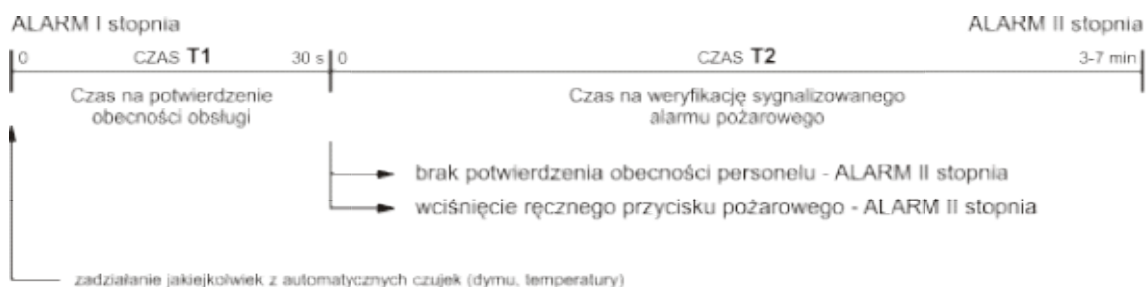 ALARM I stopnia
ALARM II stopnia
0 CZAS T1 30 s 0 CZAS T2 3-7 min
Czas na potwierdzenie
obecności obsługi
Czas na weryfikację sygnalizowanego
alarmu pożarowego
brak potwierdzenia obecności personelu - ALARM II stopnia
wciśnięcie ręcznego przycisku pożarowego - ALARM II stopnia
zadziałanie jakiejkolwiek z automatycznych czujek (dymu, temperatury)